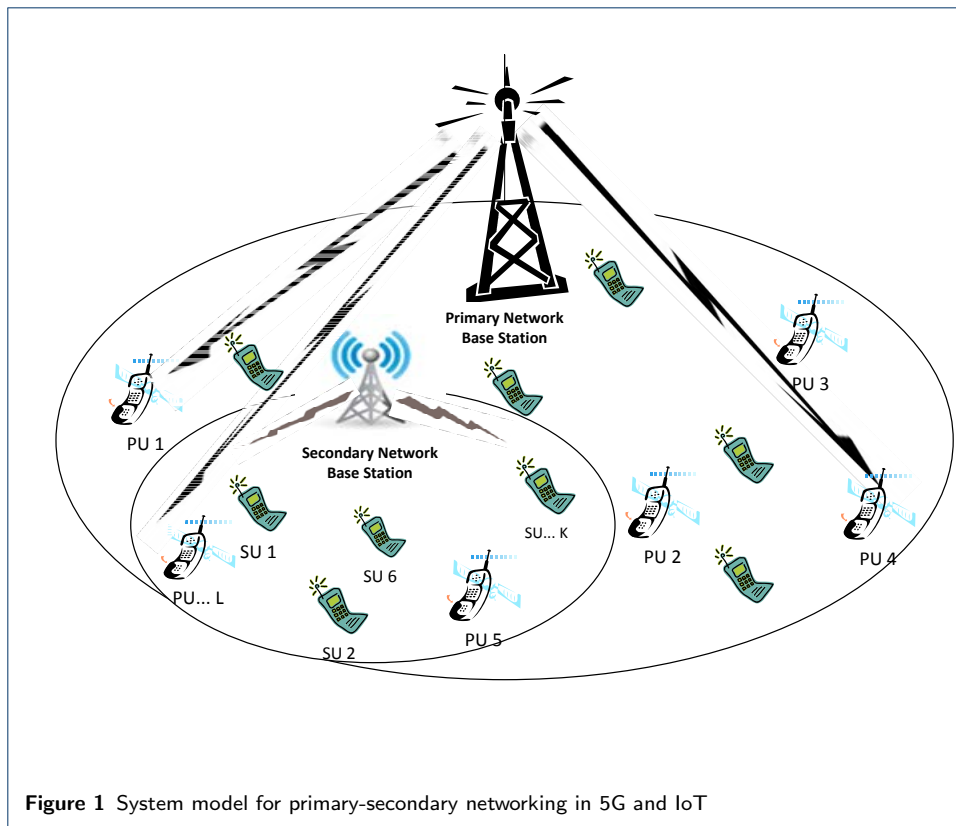 Primary Network
Base Station
PU 3
PU 1
Secondary Network
Base Station
SU... K
SU 1
PU 2
PU 4
SU 6
PU... L
PU 5
SU 2
Figure 1 System model for primary-secondary networking in 5G and IoT